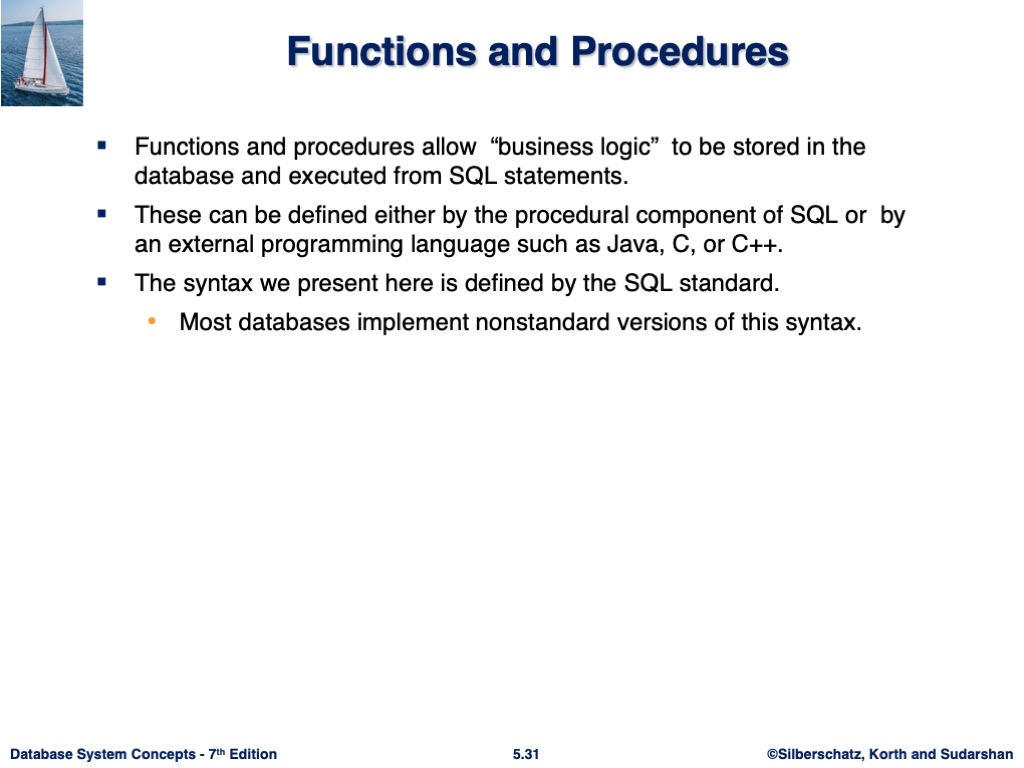 Functions and Procedures
▪ Functions and procedures allow “business logic” to be stored in the
database and executed from SQL statements.
▪ These can be defined either by the procedural component of SQL or by
an external programming language such as Java, C, or C++.
▪ The syntax we present here is defined by the SQL standard.
• Most databases implement nonstandard versions of this syntax.
Database System Concepts - 7th Edition
5.31
©Silberschatz, Korth and Sudarshan